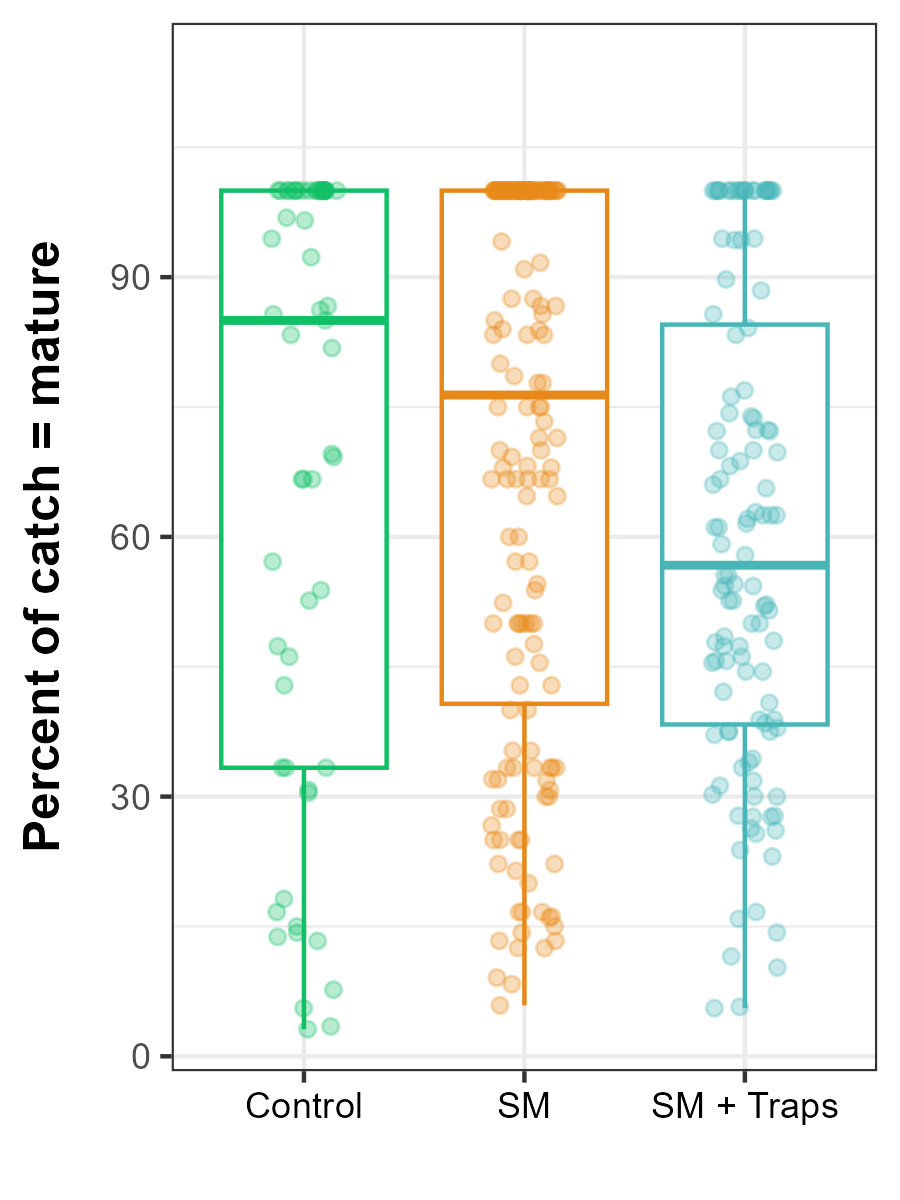 Percent of catch = mature
90
60
30
0
Control
SM
SM + Traps